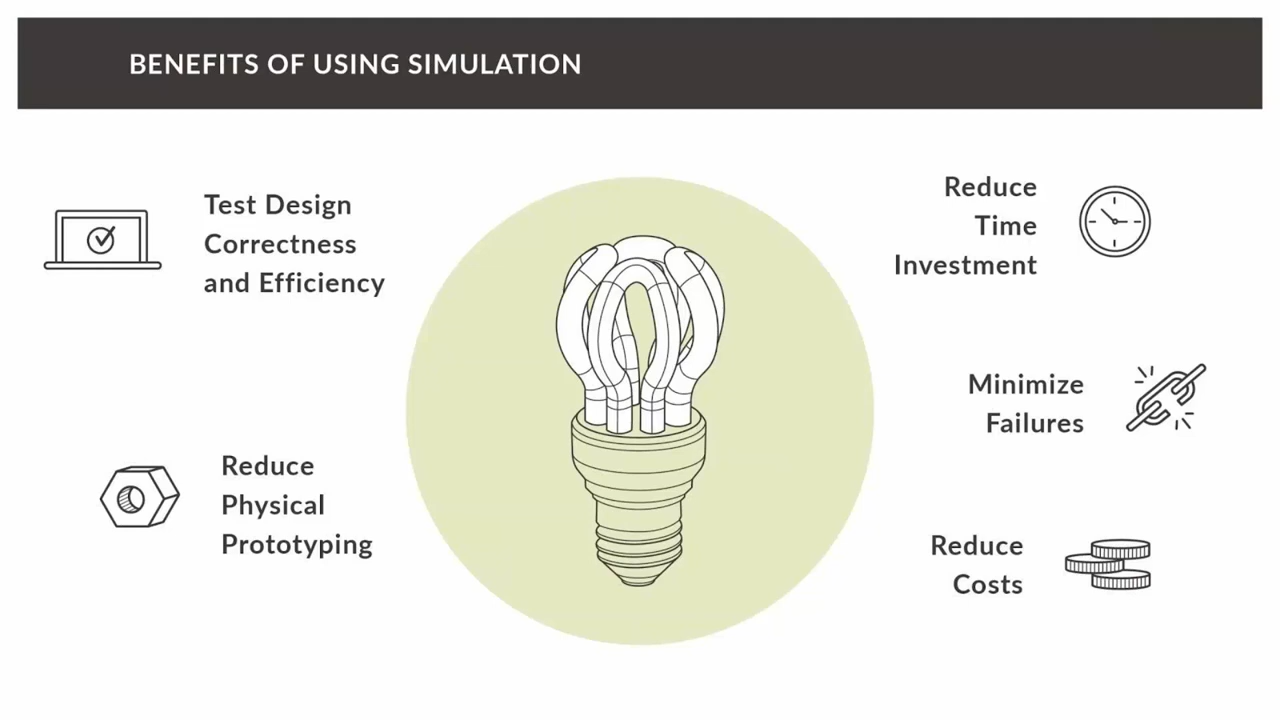 BENEFITS OF USING SIMULATION
Test Design
Correctness
and Efficiency
Reduce
Physical
Prototyping
Reduce
Time
Investment
Minimize
Failures
Reduce
Costs